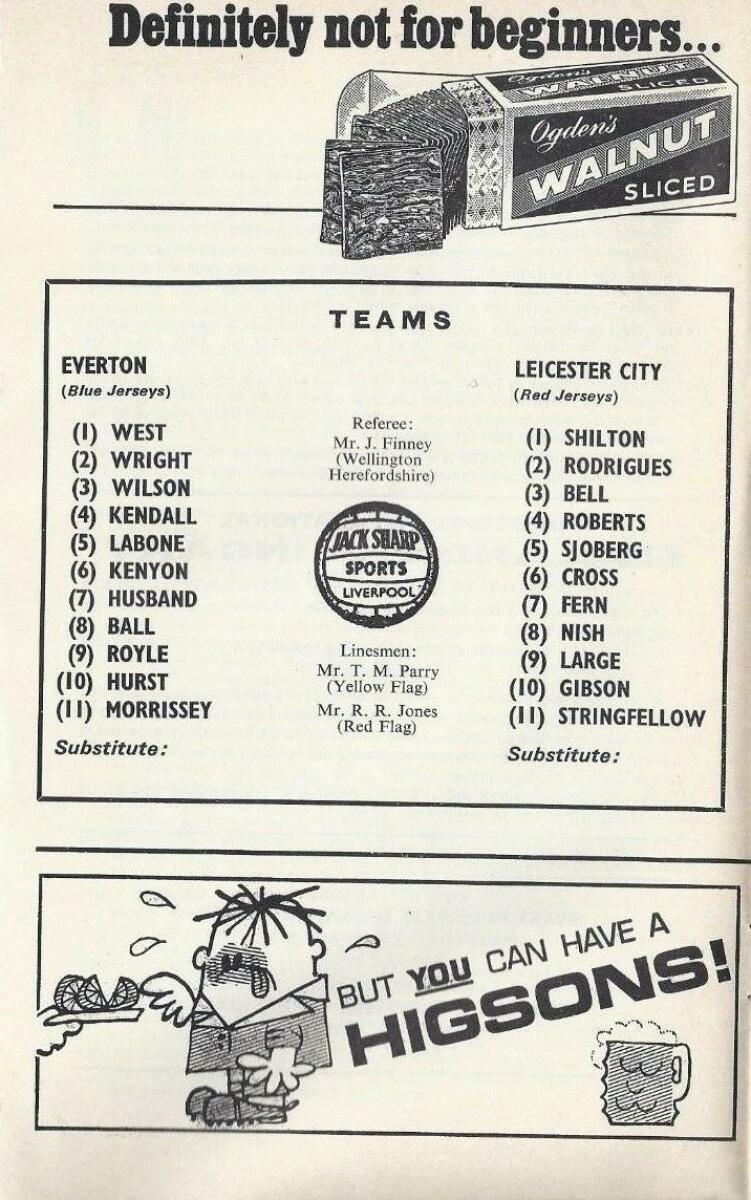 Definitely not for beginners...
Ogden's
WALNUT
SLICED
Ogden's
WALNUT
SLICED
TEAMS
EVERTON
(Blue Jerseys)
(1) WEST
(2) WRIGHT
(3) WILSON
(4) KENDALL
(5) LABONE
(6) KENYON
(7) HUSBAND
(8) BALL
(9) ROYLE
(10) HURST
(11) MORRISSEY
Substitute:
Referee:
Mr. J. Finney
(Wellington
Herefordshire)
JACK SHARP
SPORTS
LIVERPOOL
Linesmen:
Mr. T. M. Parry
(Yellow Flag)
Mr. R. R. Jones
(Red Flag)
LEICESTER CITY
(Red Jerseys)
(1) SHILTON
(2) RODRIGUES
(3) BELL
(4) ROBERTS
(5) SJOBERG
(6) CROSS
(7) FERN
(8) NISH
(9) LARGE
(10) GIBSON
(11) STRINGFELLOW
Substitute:
BUT YOU CAN HAVE A
HIGSONS!